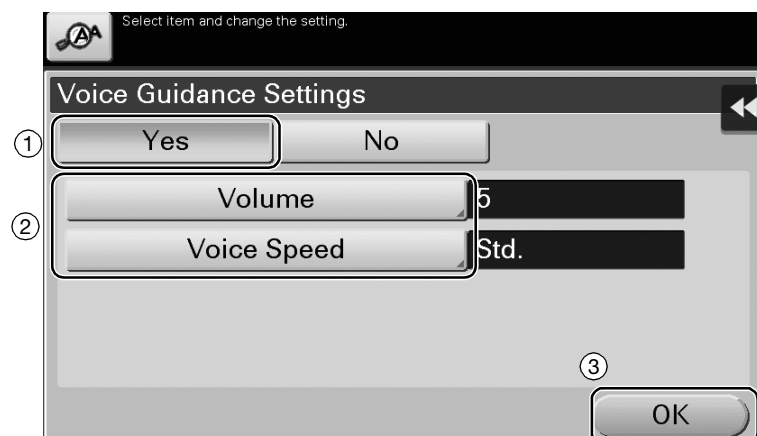 Select item and change the setting.
Voice Guidance Settings
① Yes No
② Volume 5
Voice Speed Std.
③
OK